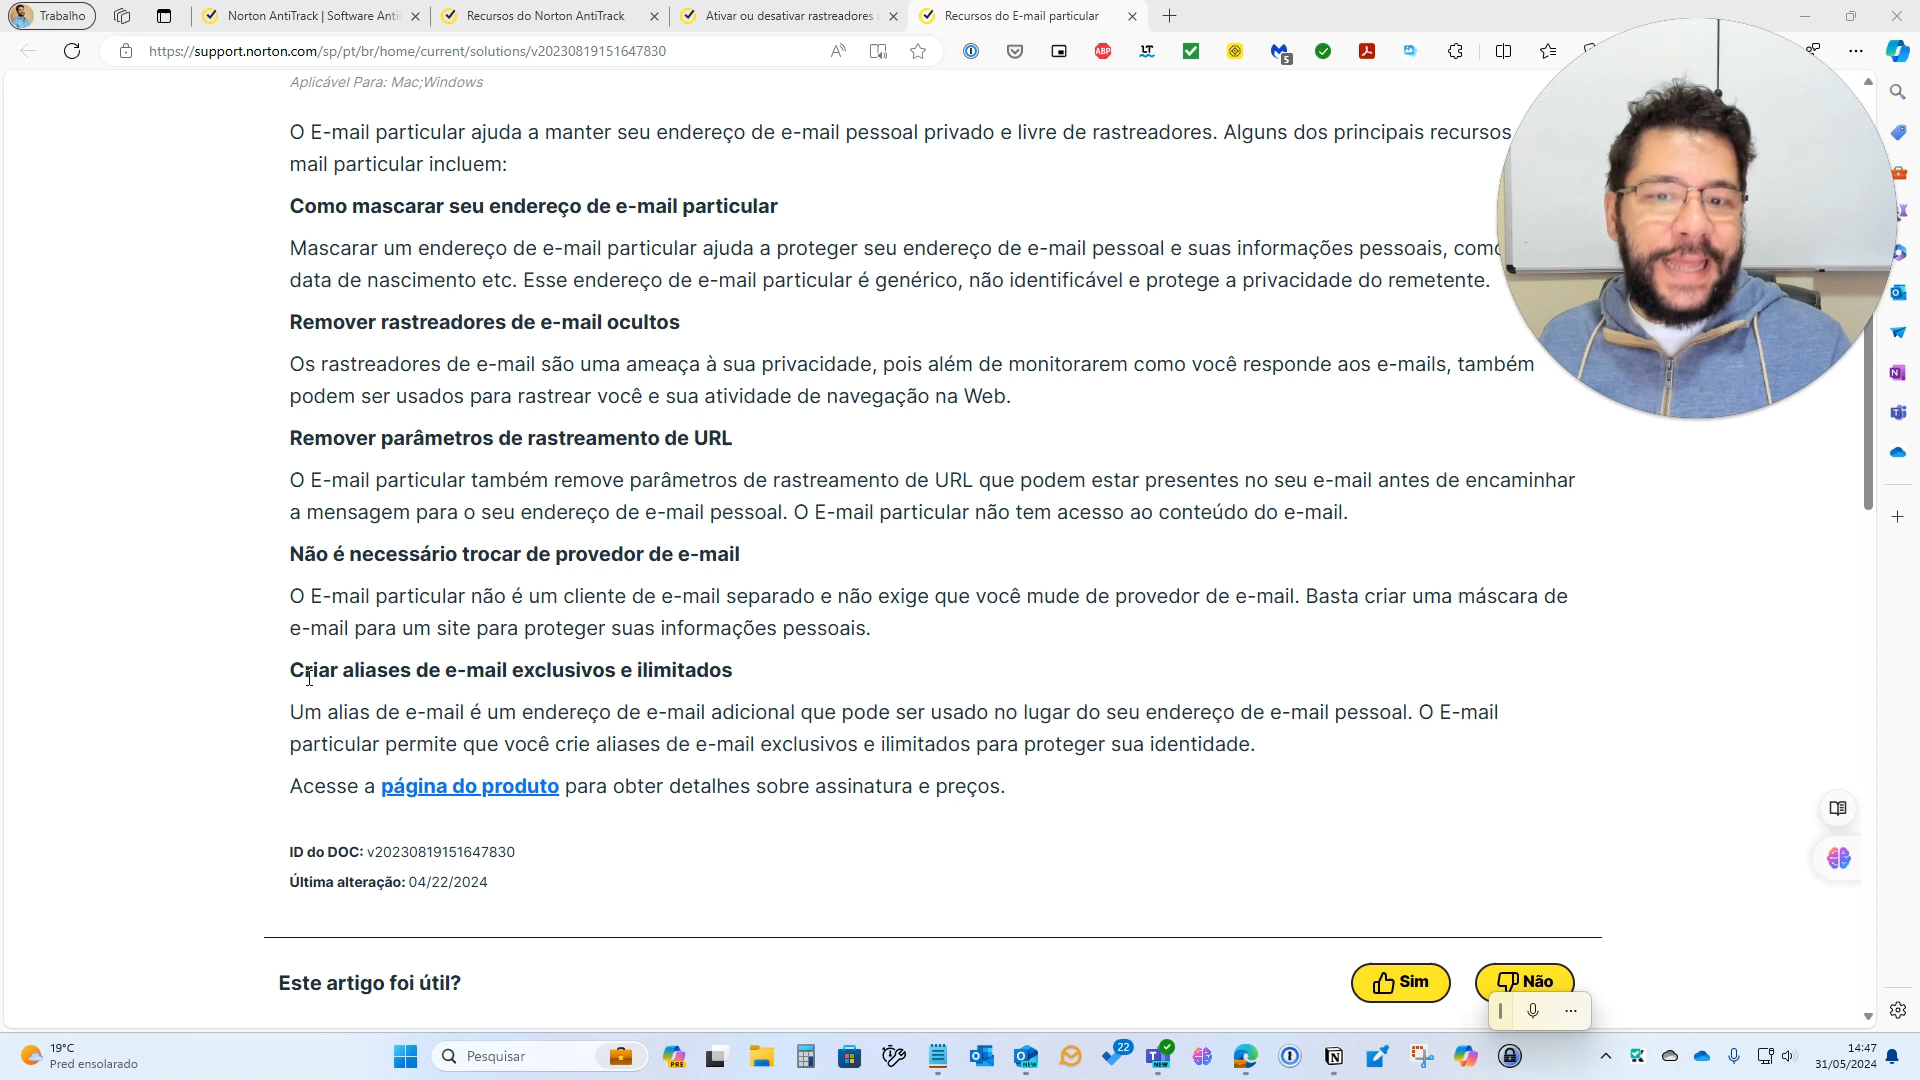 Trabalho
Norton AntiTrack | Software Anti
Recursos do Norton AntiTrack
Ativar ou desativar rastreadores
Recursos do E-mail particular
https://support.norton.com/sp/pt/br/home/current/solutions/v20230819151647830
Aplicável Para: Mac;Windows
O E-mail particular ajuda a manter seu endereço de e-mail pessoal privado e livre de rastreadores. Alguns dos principais recursos
mail particular incluem:
Como mascarar seu endereço de e-mail particular
Mascarar um endereço de e-mail particular ajuda a proteger seu endereço de e-mail pessoal e suas informações pessoais, como
data de nascimento etc. Esse endereço de e-mail particular é genérico, não identificável e protege a privacidade do remetente.
Remover rastreadores de e-mail ocultos
Os rastreadores de e-mail são uma ameaça à sua privacidade, pois além de monitorarem como você responde aos e-mails, também
podem ser usados para rastrear você e sua atividade de navegação na Web.
Remover parâmetros de rastreamento de URL
O E-mail particular também remove parâmetros de rastreamento de URL que podem estar presentes no seu e-mail antes de encaminhar
a mensagem para o seu endereço de e-mail pessoal. O E-mail particular não tem acesso ao conteúdo do e-mail.
Não é necessário trocar de provedor de e-mail
O E-mail particular não é um cliente de e-mail separado e não exige que você mude de provedor de e-mail. Basta criar uma máscara de
e-mail para um site para proteger suas informações pessoais.
Criar aliases de e-mail exclusivos e ilimitados
Um alias de e-mail é um endereço de e-mail adicional que pode ser usado no lugar do seu endereço de e-mail pessoal. O E-mail
particular permite que você crie aliases de e-mail exclusivos e ilimitados para proteger sua identidade.
Acesse a página do produto para obter detalhes sobre assinatura e preços.
ID do DOC: v20230819151647830
Última alteração: 04/22/2024
Este artigo foi útil?
Sim
Não
19°C
Pred ensolarado
Pesquisar
PRE
NEW
22
NEW
14:47
31/05/2024